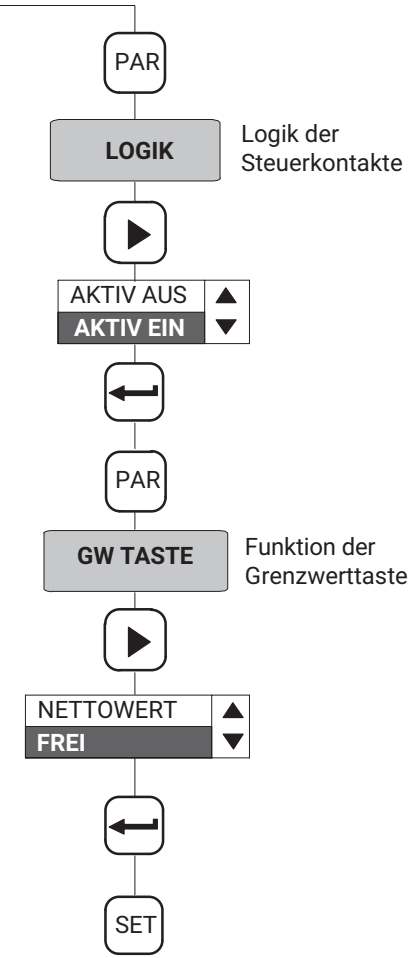 PAR
LOGIK
Logik der
Steuerkontakte
AKTIV AUS
AKTIV EIN
PAR
GW TASTE
Funktion der
Grenzwerttaste
NETTOWERT
FREI
SET